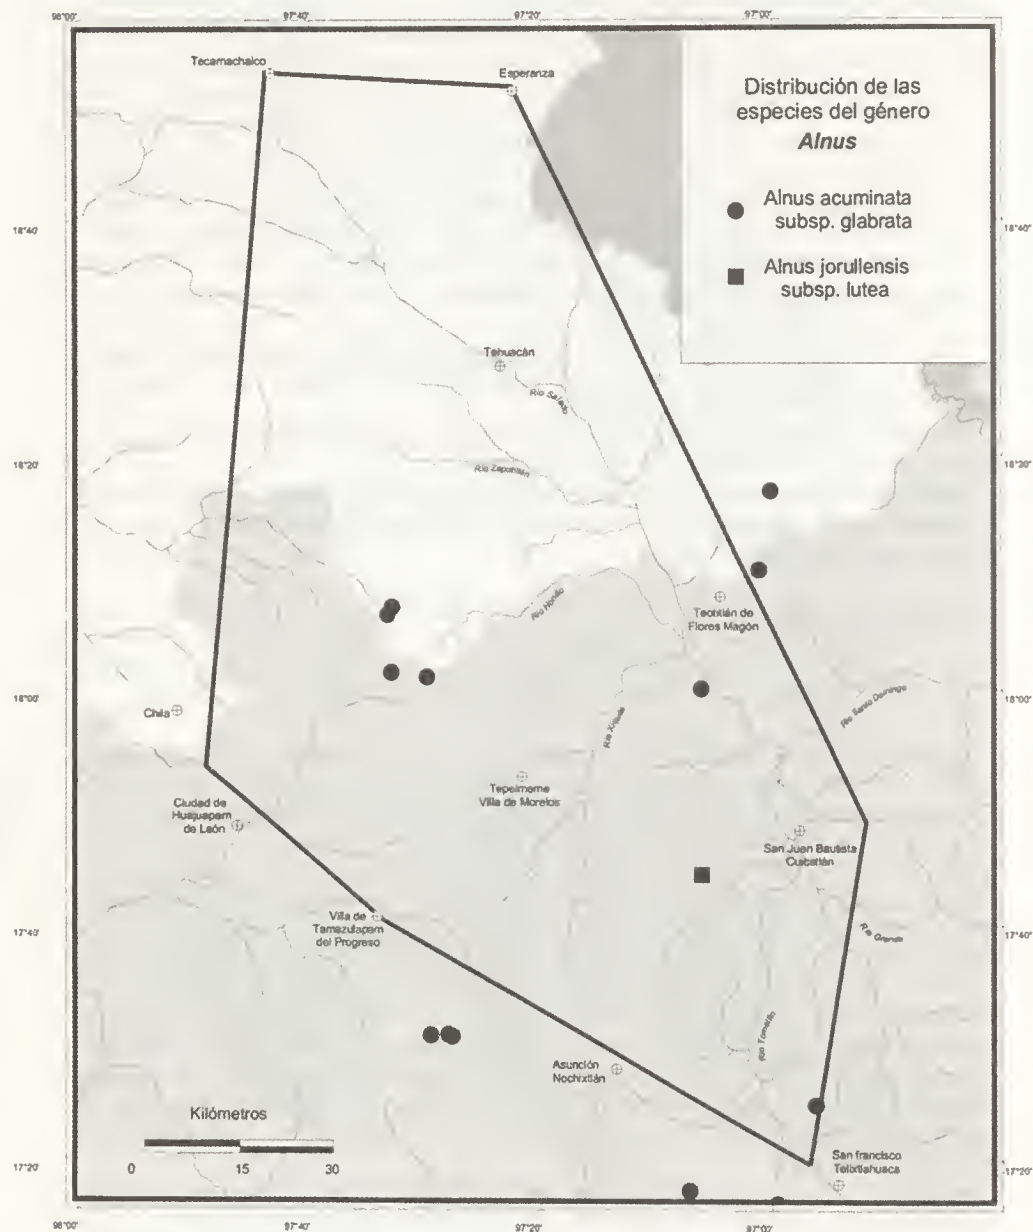 98°00'
97°40'
97°20'
97°00'
Tecamachalco
Esperanza
Distribución de las
especies del género
Alnus
Alnus acuminata
subsp. glabrata
Alnus jorullensis
subsp. lutea
18°40'
18°40'
Tehuacán
Río Salado
18°20'
18°20'
Río Zapotitlán
Río Hondo
Teotitlán de
Flores Magón
18°00'
18°00'
Chila
Río Xiquila
Río Santo Domingo
Tepelmeme
Villa de Morelos
Ciudad de
Huajuapam
de León
San Juan Bautista
Cuicatlán
Villa de
Tamazulapam
del Progreso
17°40'
17°40'
Río Grande
Río Tomellín
Asunción
Nochixtlán
Kilómetros
0 15 30
San francisco
Telixtlahuaca
17°20'
17°20'
98°00'
97°40'
97°20'
97°00'